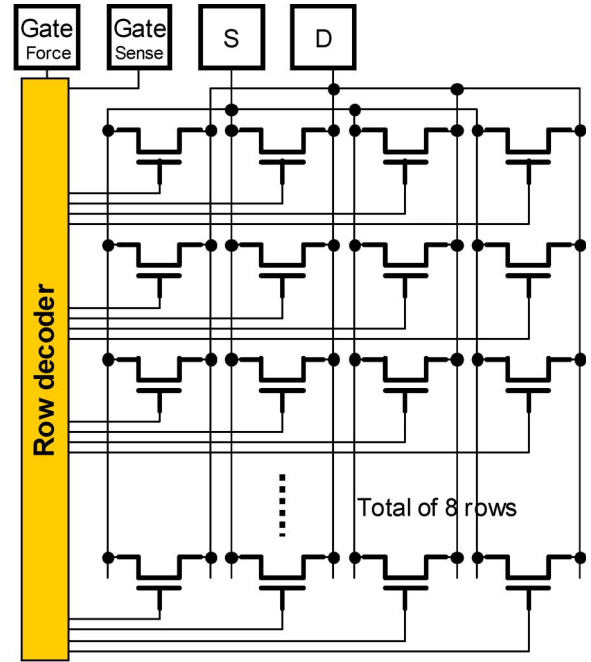 Gate
Force
Gate
Sense
S
D
Row decoder
Total of 8 rows